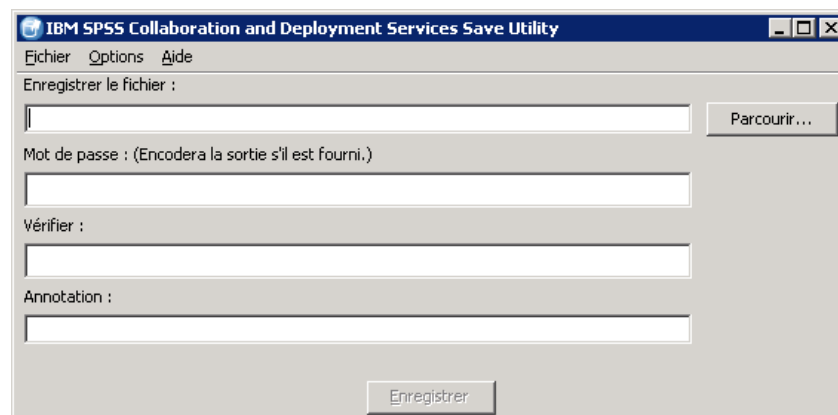 IBM SPSS Collaboration and Deployment Services Save Utility
Fichier Options Aide
Enregistrer le fichier :
Parcourir...
Mot de passe : (Encodera la sortie s'il est fourni.)
Vérifier :
Annotation :
Enregistrer